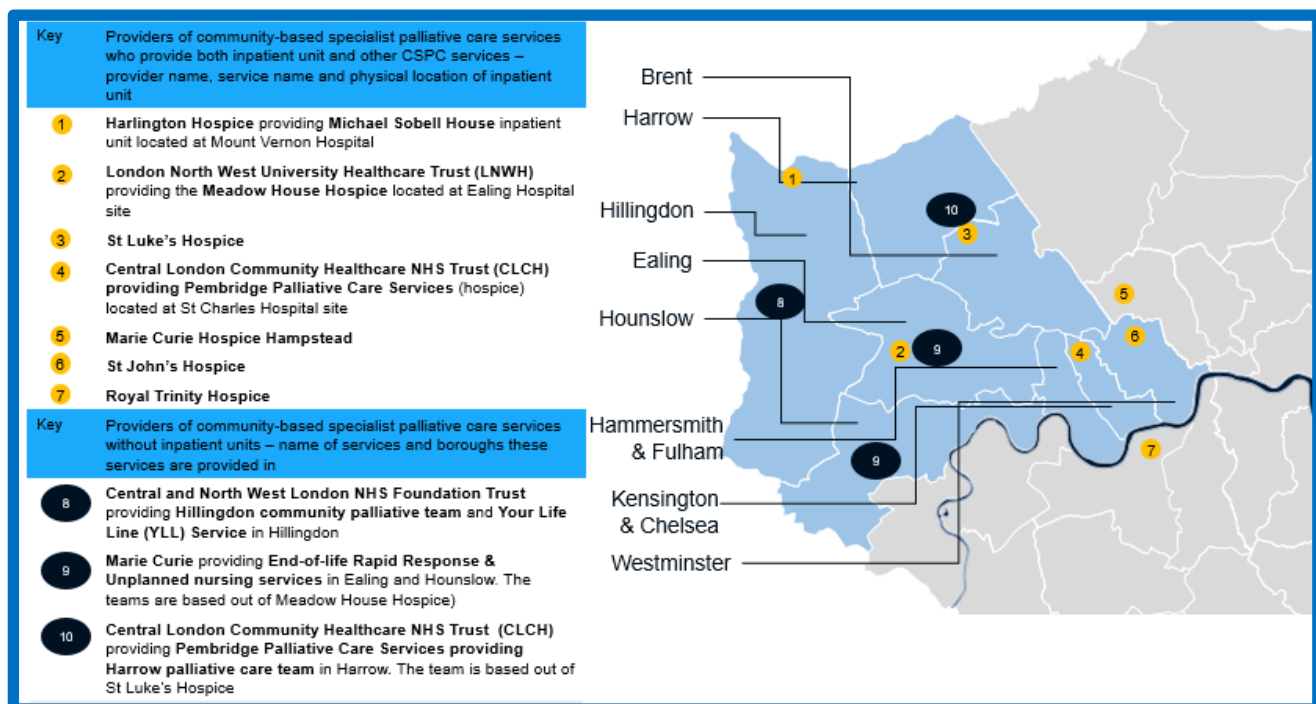 Key
Providers of community-based specialist palliative care services
who provide both inpatient unit and other CSPC services –
provider name, service name and physical location of inpatient
unit
1
Harlington Hospice providing Michael Sobell House inpatient
unit located at Mount Vernon Hospital
2
London North West University Healthcare Trust (LNWH)
providing the Meadow House Hospice located at Ealing Hospital
site
3
St Luke's Hospice
4
Central London Community Healthcare NHS Trust (CLCH)
providing Pembridge Palliative Care Services (hospice)
located at St Charles Hospital site
5
Marie Curie Hospice Hampstead
6
St John's Hospice
7
Royal Trinity Hospice
Key
Providers of community-based specialist palliative care services
without inpatient units – name of services and boroughs these
services are provided in
8
Central and North West London NHS Foundation Trust
providing Hillingdon community palliative team and Your Life
Line (YLL) Service in Hillingdon
9
Marie Curie providing End-of-life Rapid Response &
Unplanned nursing services in Ealing and Hounslow. The
teams are based out of Meadow House Hospice)
10
Central London Community Healthcare NHS Trust (CLCH)
providing Pembridge Palliative Care Services providing
Harrow palliative care team in Harrow. The team is based out of
St Luke's Hospice
Brent
Harrow
Hillingdon
Ealing
Hounslow
Hammersmith
& Fulham
Kensington
& Chelsea
Westminster
1
10
3
8
5
6
2
9
4
9
7